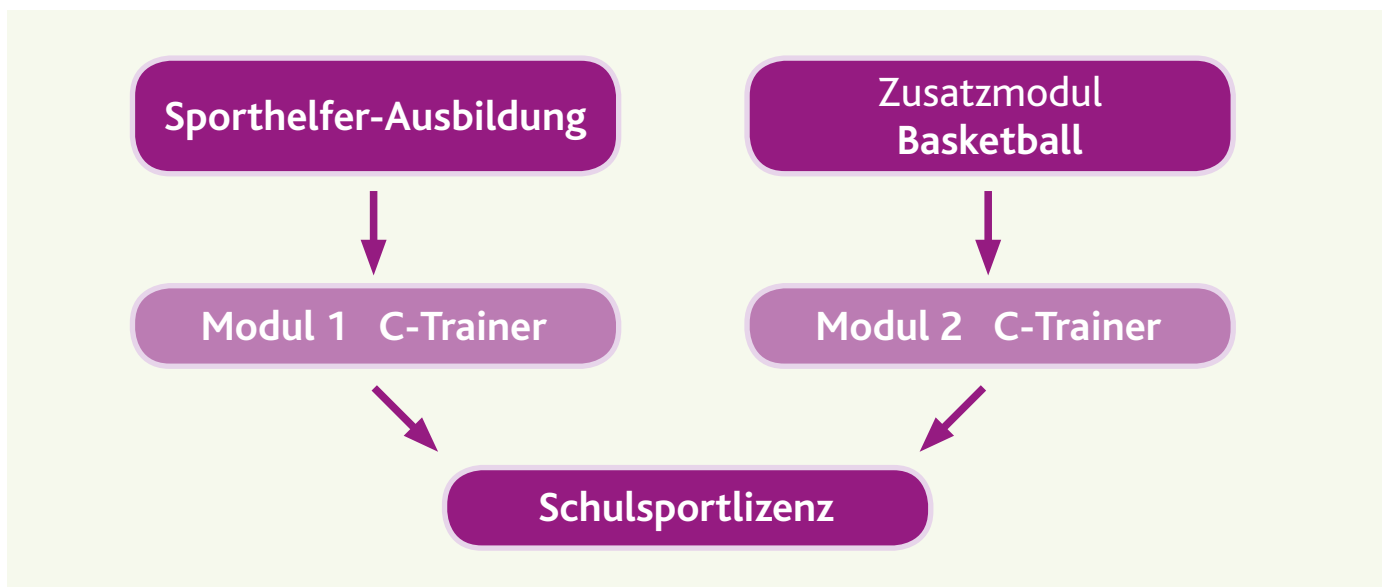 Sporthelfer-Ausbildung
Zusatzmodul
Basketball
Modul 1 C-Trainer
Modul 2 C-Trainer
Schulsportlizenz